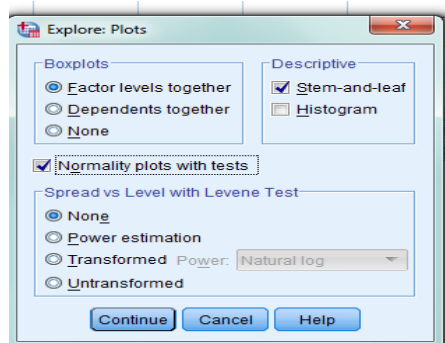 Explore: Plots
Boxplots
Factor levels together
Dependents together
None
Descriptive
Stem-and-leaf
Histogram
Normality plots with tests
Spread vs Level with Levene Test
None
Power estimation
Transformed Power: Natural log
Untransformed
Continue Cancel Help